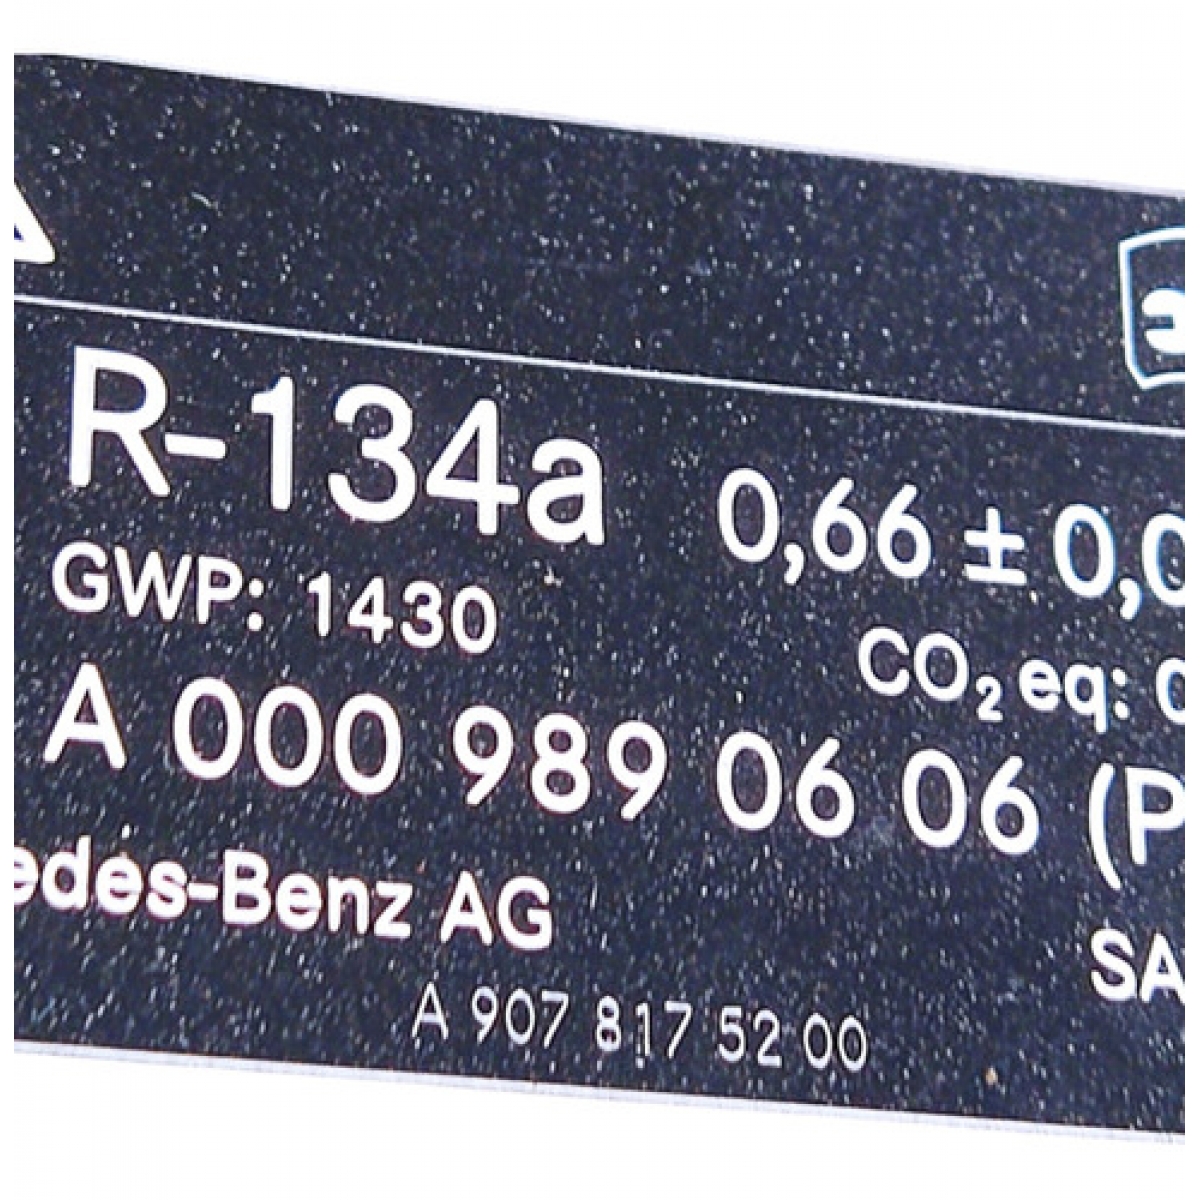 R-134a 0,66 ± 0,0
GWP: 1430 CO₂ eq: 0
A 000 989 06 06 (P
edes-Benz AG SA
A 907 817 52 00